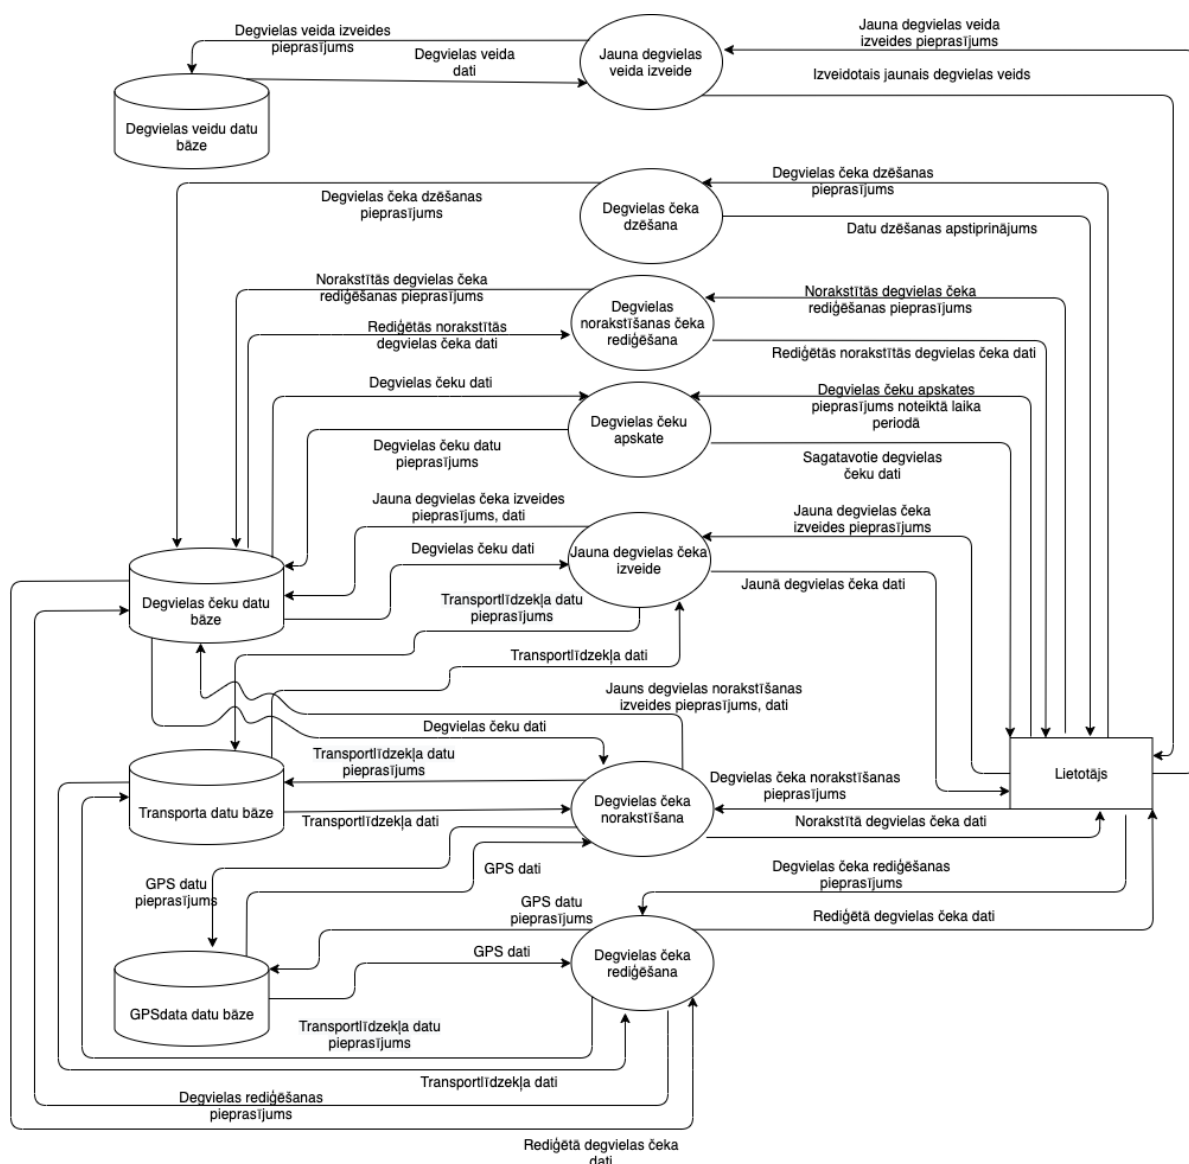 Degvielas veida izveides
pieprasījums
Jauna degvielas veida
izveides pieprasījums
Degvielas veida
dati
Jauna degvielas
veida izveide
Izveidotais jaunais degvielas veids
Degvielas veidu datu
bāze
Degvielas čeka dzēšanas
pieprasījums
Degvielas čeka dzēšanas
pieprasījums
Degvielas čeka
dzēšana
Datu dzēšanas apstiprinājums
Norakstītās degvielas čeka
rediģēšanas pieprasījums
Degvielas
norakstīšanas čeka
rediģēšana
Norakstītās degvielas čeka
rediģēšanas pieprasījums
Rediģētās norakstītās
degvielas čeka dati
Rediģētās norakstītās degvielas čeka dati
Degvielas čeku dati
Degvielas čeku apskates
pieprasījums noteiktā laika
periodā
Degvielas čeku
apskate
Degvielas čeku datu
pieprasījums
Sagatavotie degvielas
čeku dati
Jauna degvielas čeka izveides
pieprasījums, dati
Jauna degvielas čeka
izveides pieprasījums
Degvielas čeku dati
Jauna degvielas čeka
izveide
Jaunā degvielas čeka dati
Degvielas čeku datu
bāze
Transportlīdzekļa datu
pieprasījums
Transportlīdzekļa dati
Jauns degvielas norakstīšanas
izveides pieprasījums, dati
Degvielas čeku dati
Transportlīdzekļa datu
pieprasījums
Degvielas čeka norakstīšanas
pieprasījums
Lietotājs
Transporta datu bāze
Transportlīdzekļa dati
Degvielas čeka
norakstīšana
Norakstītā degvielas čeka dati
GPS datu
pieprasījums
GPS dati
Degvielas čeka rediģēšanas
pieprasījums
GPS datu
pieprasījums
Rediģētā degvielas čeka dati
GPS dati
Degvielas čeka
rediģēšana
GPSdata datu bāze
Transportlīdzekļa datu
pieprasījums
Transportlīdzekļa dati
Degvielas rediģēšanas
pieprasījums
Rediģētā degvielas čeka
dati